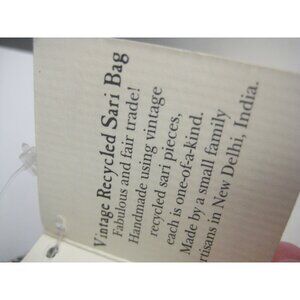 Vintage Recycled Sari Bag
Fabulous and fair trade!
Handmade using vintage
recycled sari pieces,
each is one-of-a-kind.
Made by a small family
rtisans in New Delhi, India.